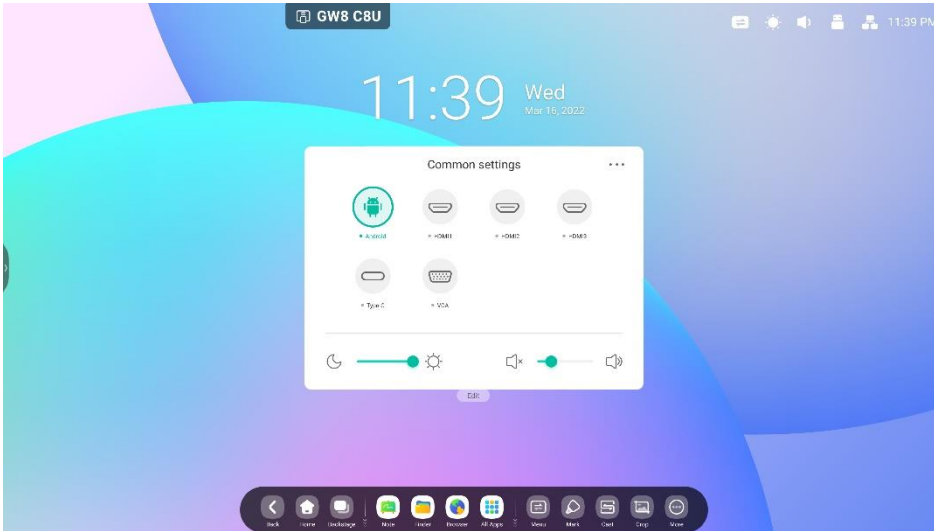 GW8 C8U
11:39 PM
11:39
Wed
Mar 16, 2022
Common settings
Android
HDMI1
HDMI2
HDMI3
Type C
VGA
Edit
Back Home Backstage Note Finder Browser All Apps Menu Mark Cast Crop More